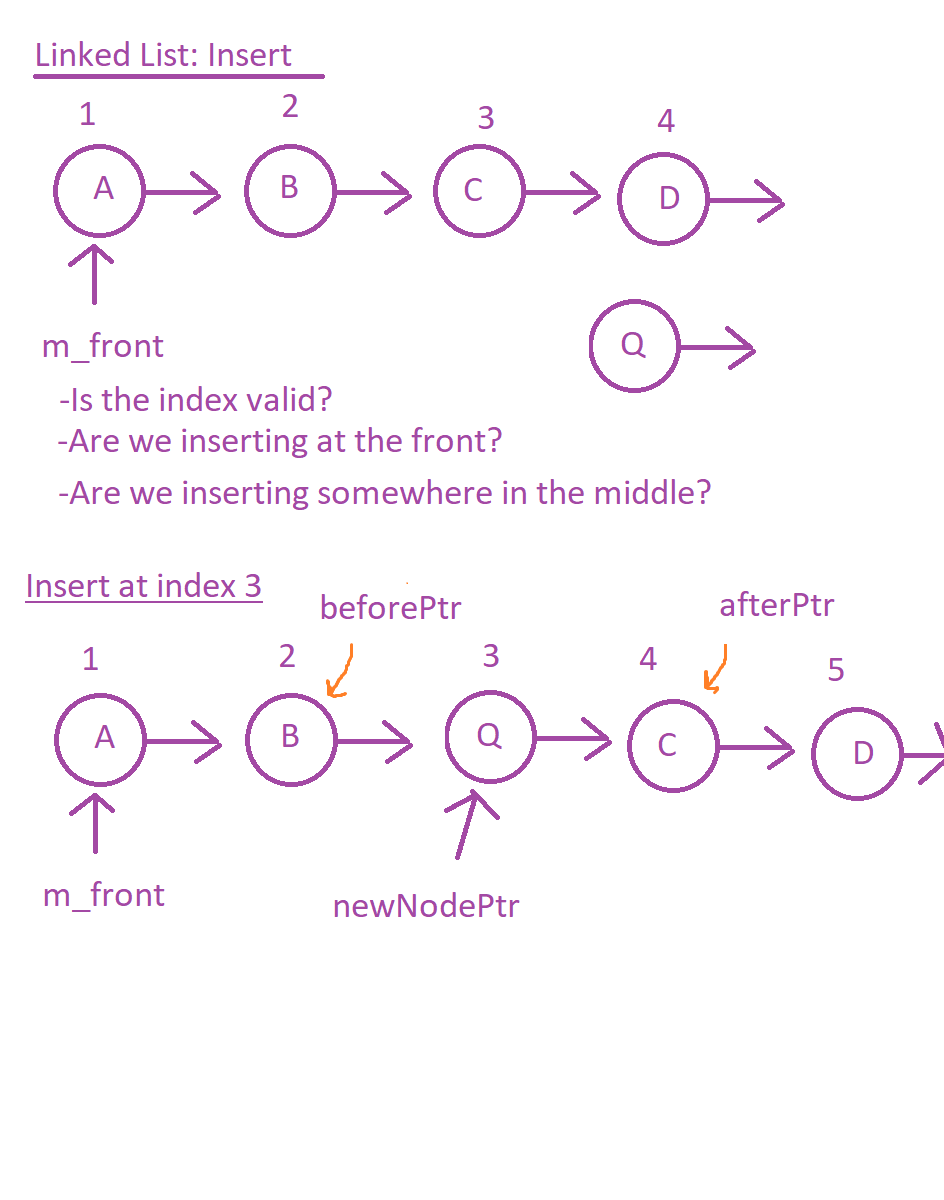 Linked List: Insert
1 2 3 4
A B C D
Q
m_front
-Is the index valid?
-Are we inserting at the front?
-Are we inserting somewhere in the middle?
Insert at index 3
beforePtr afterPtr
1 2 3 4 5
A B Q C D
m_front newNodePtr